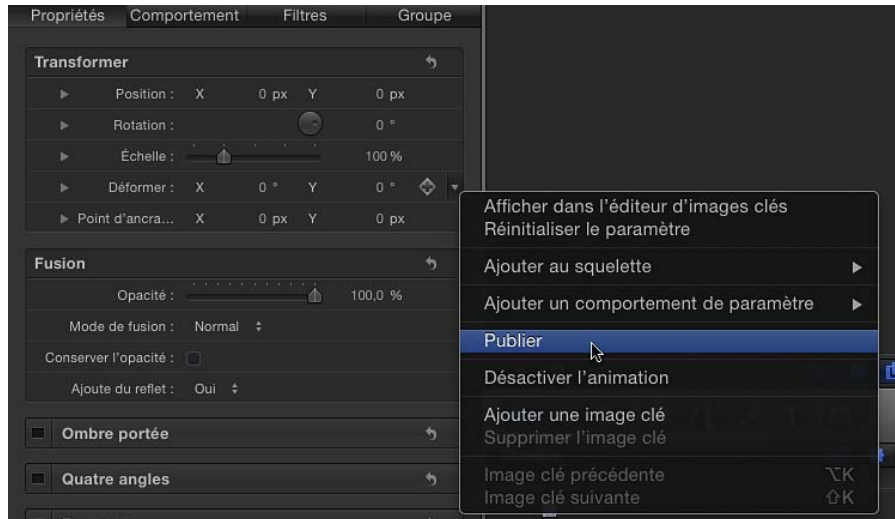 Propriétés Comportement Filtres Groupe
Transformer
Position : X 0 px Y 0 px
Rotation : 0 °
Échelle : 100 %
Déformer : X 0 ° Y 0 °
Point d'ancra... X 0 px Y 0 px
Fusion
Opacité : 100,0 %
Mode de fusion : Normal
Conserver l'opacité :
Ajoute du reflet : Oui
Ombre portée
Quatre angles
Afficher dans l'éditeur d'images clés
Réinitialiser le paramètre
Ajouter au squelette
Ajouter un comportement de paramètre
Publier
Désactiver l'animation
Ajouter une image clé
Supprimer l'image clé
Image clé précédente ⌥K
Image clé suivante ⇧K